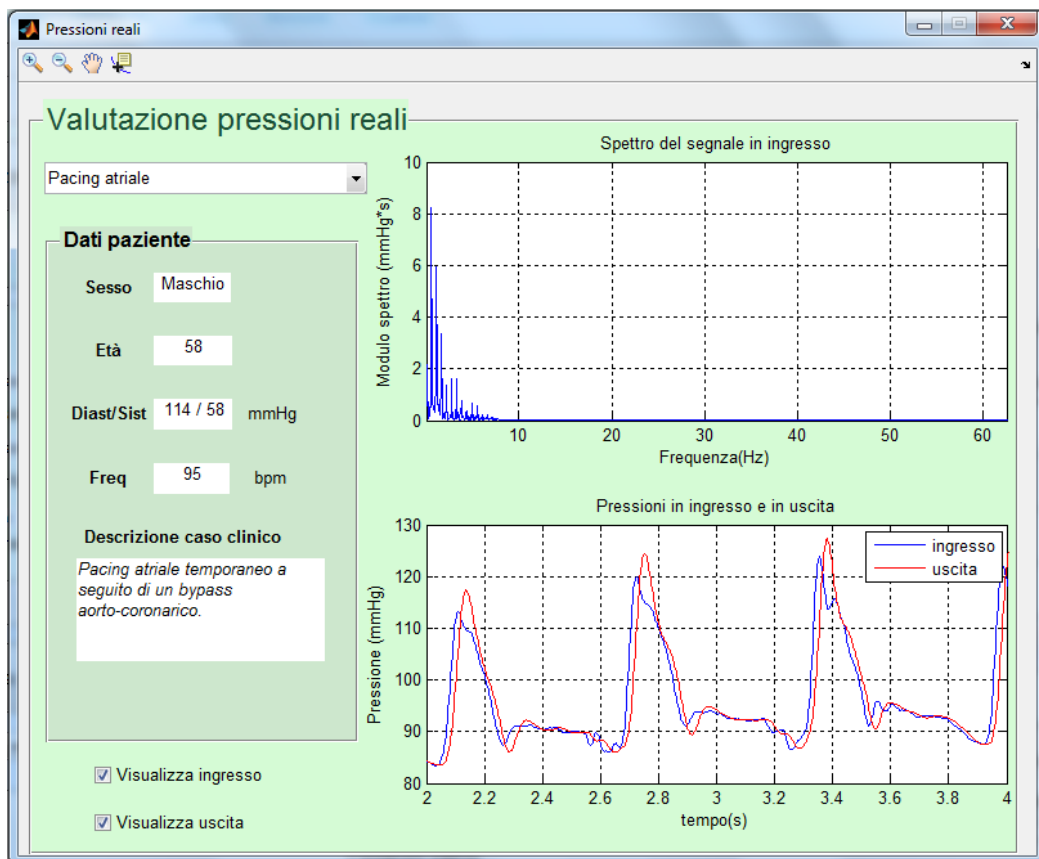 Pressioni reali
Valutazione pressioni reali
Pacing atriale
Dati paziente
Sesso Maschio
Età 58
Diast/Sist 114 / 58 mmHg
Freq 95 bpm
Descrizione caso clinico
Pacing atriale temporaneo a
seguito di un bypass
aorto-coronarico.
Visualizza ingresso
Visualizza uscita
Spettro del segnale in ingresso
Modulo spettro (mmHg*s)
10
8
6
4
2
0
10 20 30 40 50 60
Frequenza(Hz)
Pressioni in ingresso e in uscita
Pressione (mmHg)
130
120
110
100
90
80
ingresso
uscita
2 2.2 2.4 2.6 2.8 3 3.2 3.4 3.6 3.8 4
tempo(s)